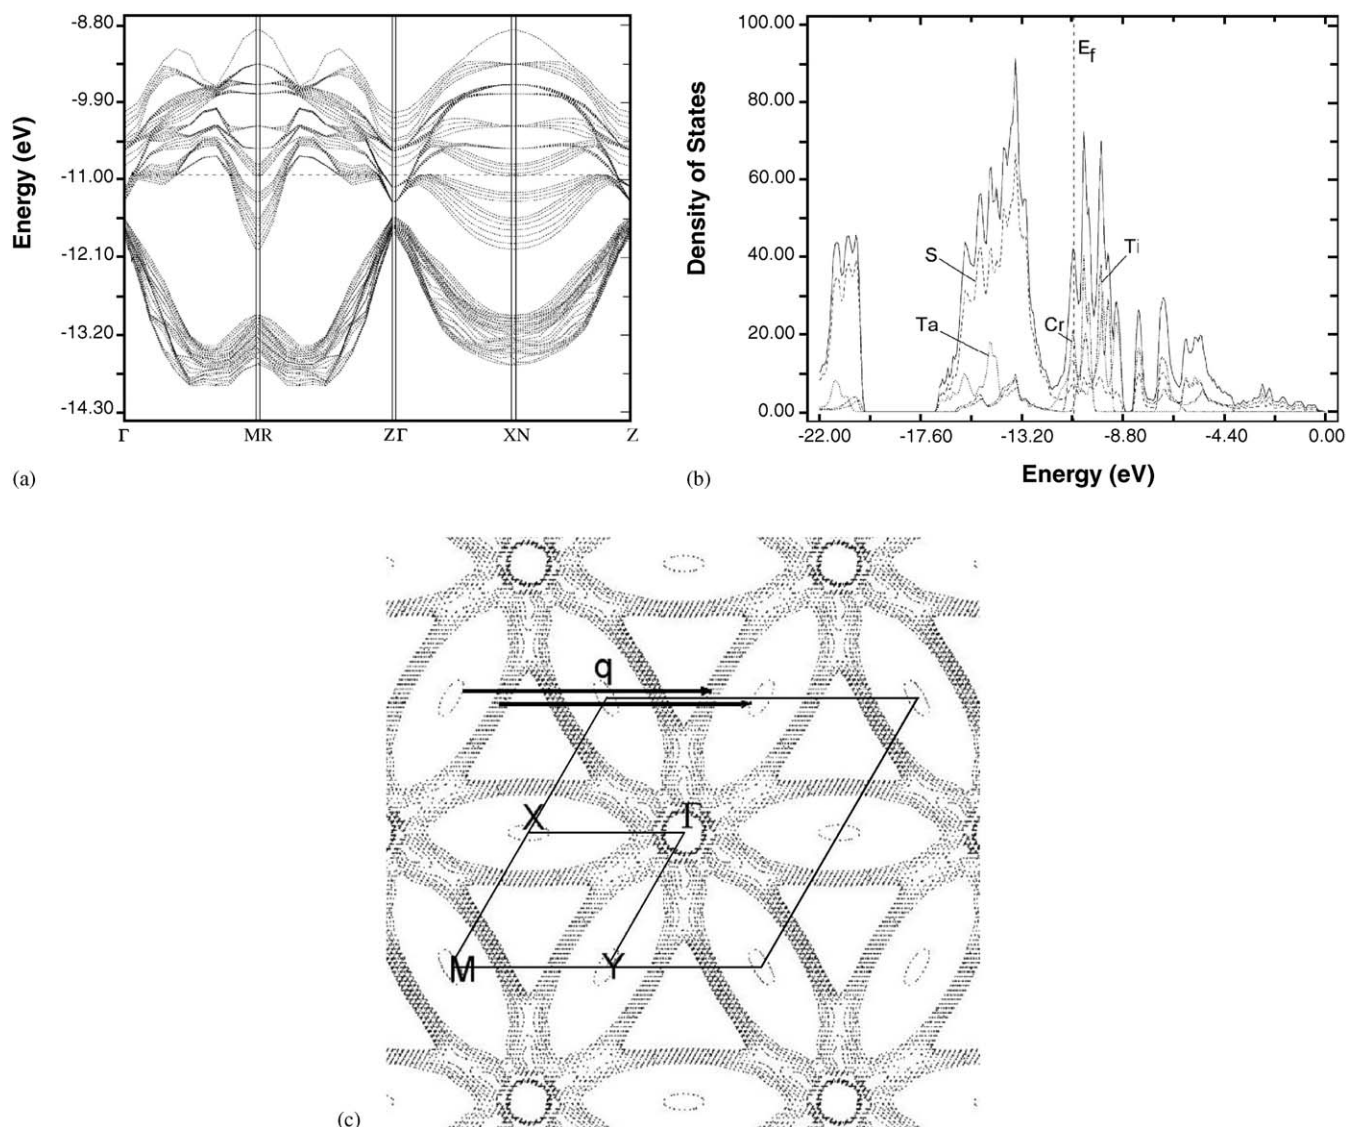 -8.80
-9.90
-11.00
-12.10
-13.20
-14.30
Energy (eV)
Γ MR ZΓ XN Z
(a)
100.00
80.00
60.00
40.00
20.00
0.00
Density of States
E_f
S
Ti
Ta
Cr
-22.00 -17.60 -13.20 -8.80 -4.40 0.00
Energy (eV)
(b)
q
X Γ
M Y
(c)